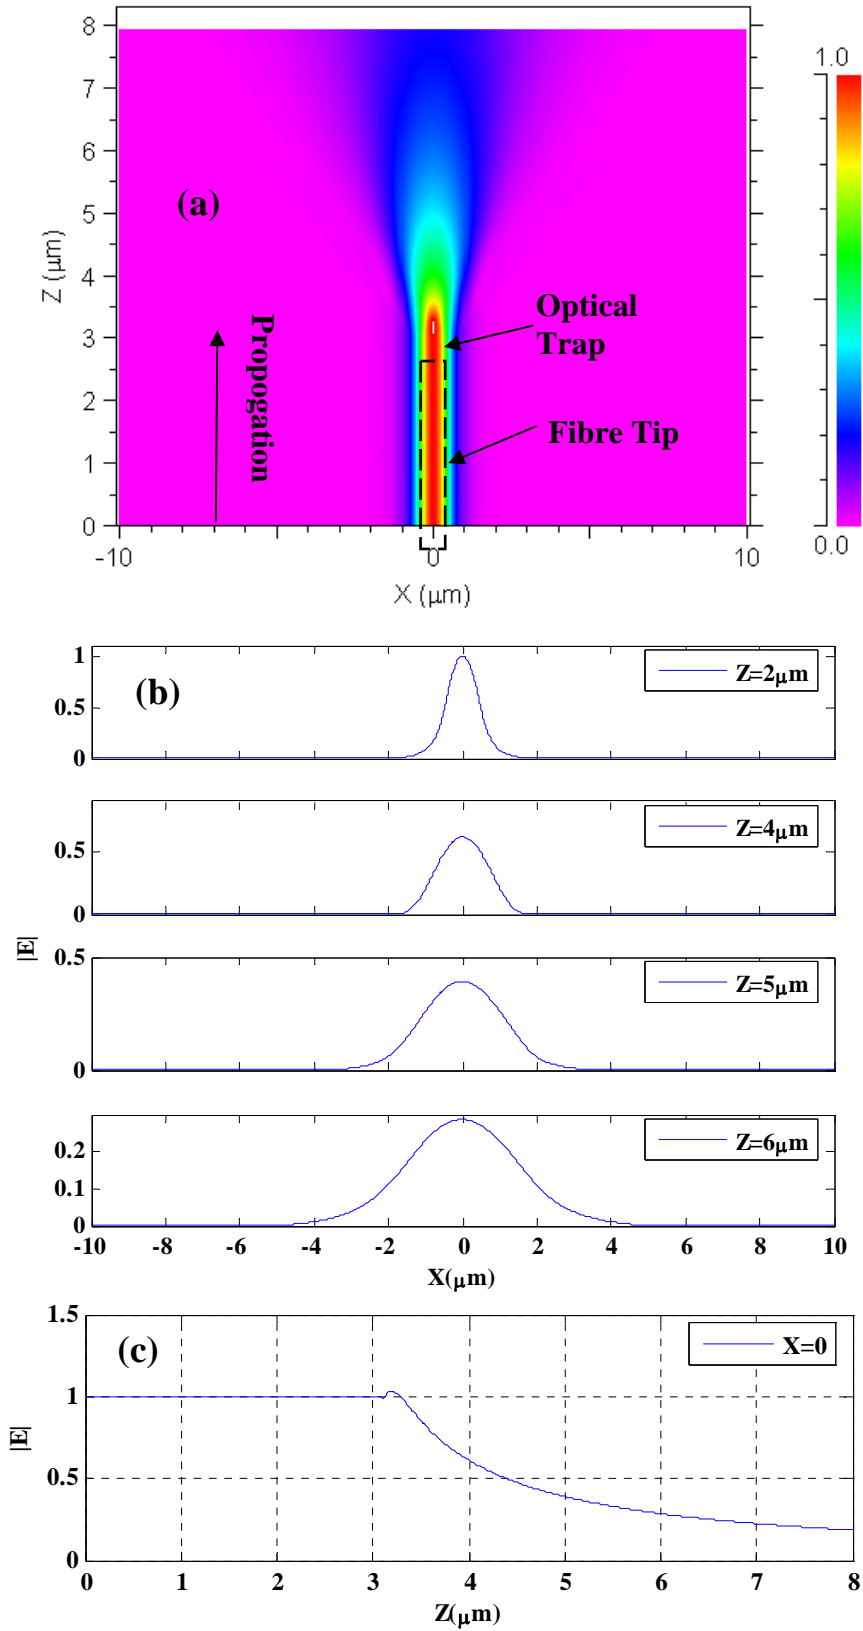 8
7
6
5
4
3
2
1
0
Z (µm)
(a)
Propogation
Optical
Trap
Fibre Tip
-10
0
10
X (µm)
1.0
0.0
(b)
1
0.5
0
Z=2µm
0.5
0
Z=4µm
|E|
0.5
0
Z=5µm
0.2
0.1
0
Z=6µm
-10 -8 -6 -4 -2 0 2 4 6 8 10
X(µm)
1.5
1
0.5
0
(c)
X=0
|E|
0 1 2 3 4 5 6 7 8
Z(µm)